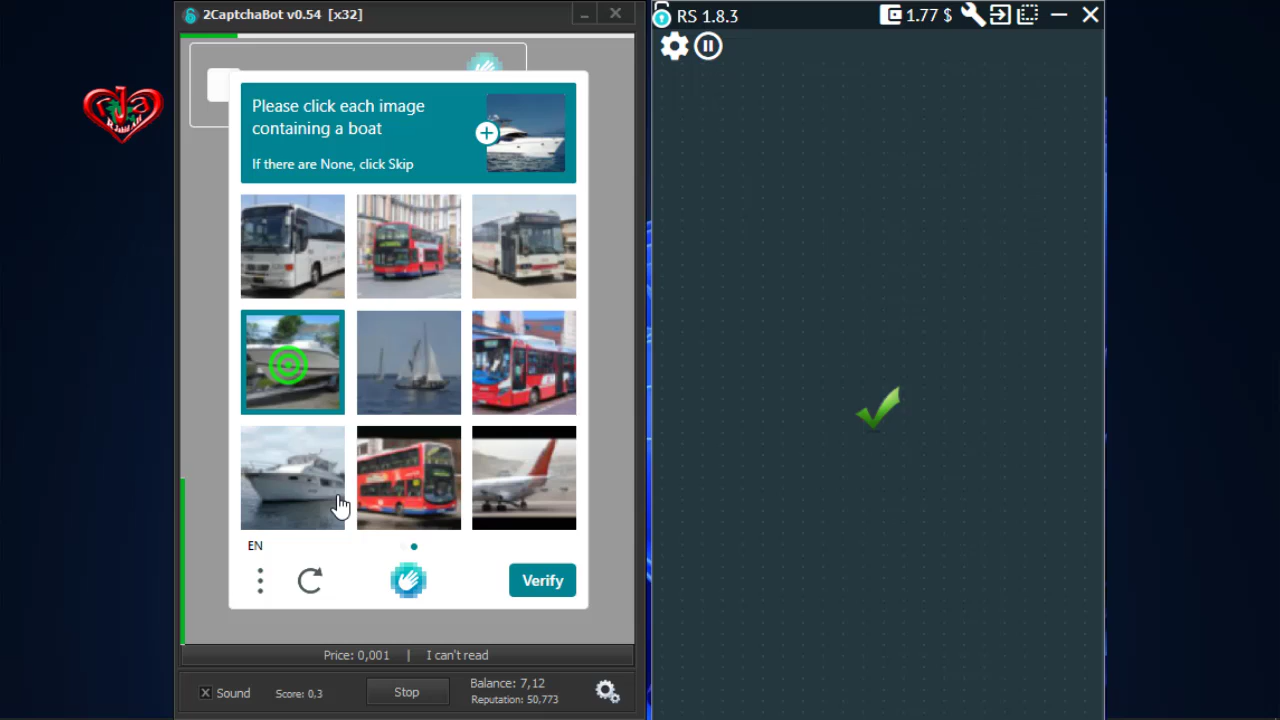 2CaptchaBot v0.54 [x32]
RS 1.8.3
1.77 $
rja
Please click each image
containing a boat
If there are None, click Skip
EN
Verify
Price: 0,001 | I can't read
Sound
Score: 0,3
Stop
Balance: 7,12
Reputation: 50,773